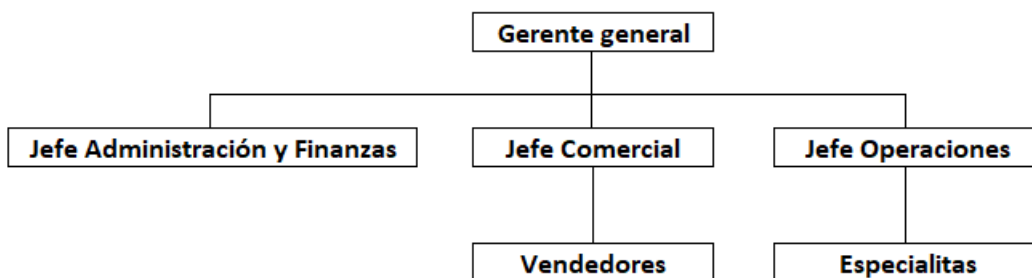 Gerente general
Jefe Administración y Finanzas
Jefe Comercial
Jefe Operaciones
Vendedores
Especialitas